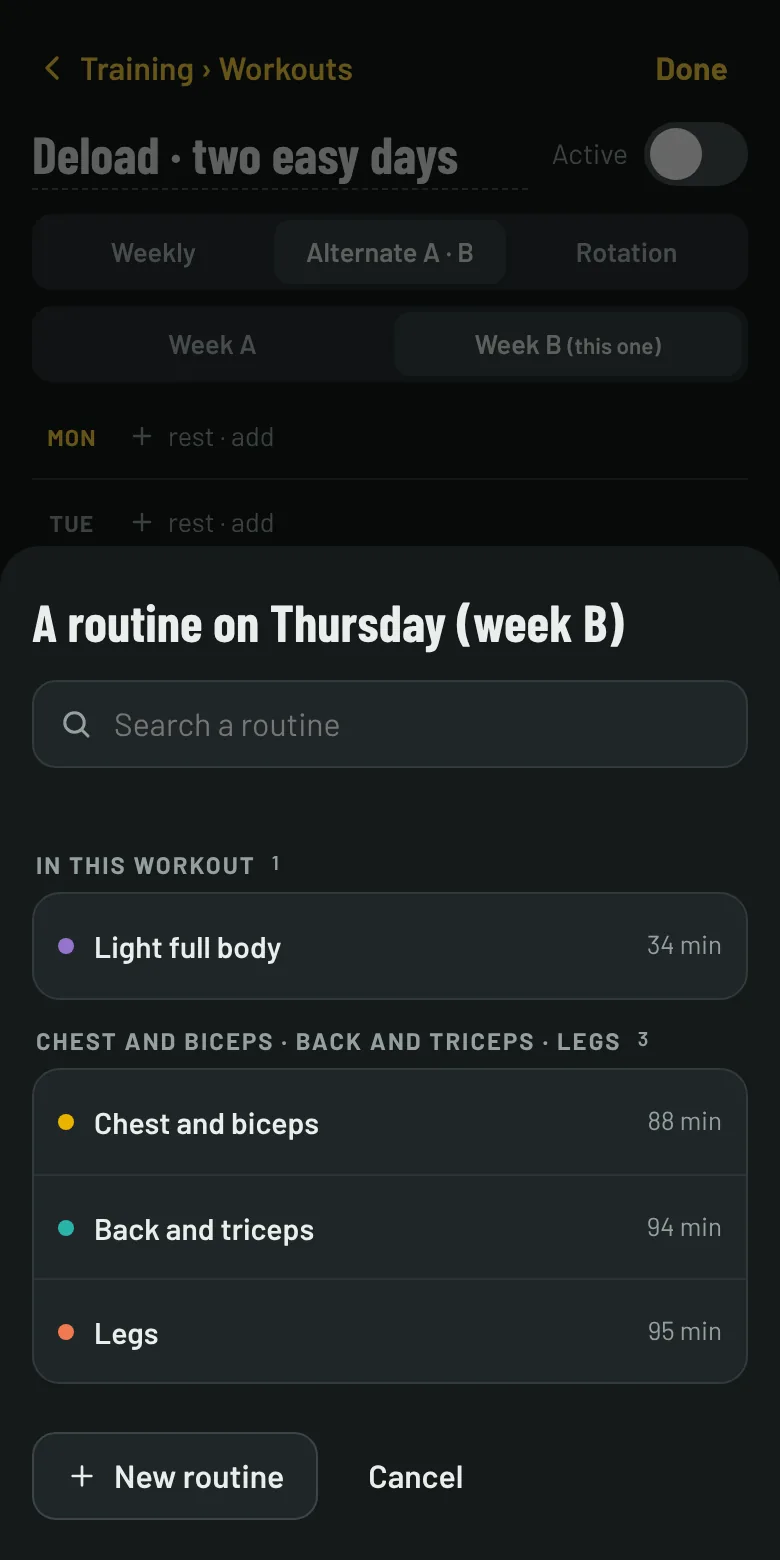 Training › Workouts Done
Deload · two easy days Active
Weekly Alternate A · B Rotation
Week A Week B (this one)
MON + rest · add
TUE + rest · add
A routine on Thursday (week B)
Search a routine
IN THIS WORKOUT 1
Light full body 34 min
CHEST AND BICEPS · BACK AND TRICEPS · LEGS 3
Chest and biceps 88 min
Back and triceps 94 min
Legs 95 min
+ New routine Cancel